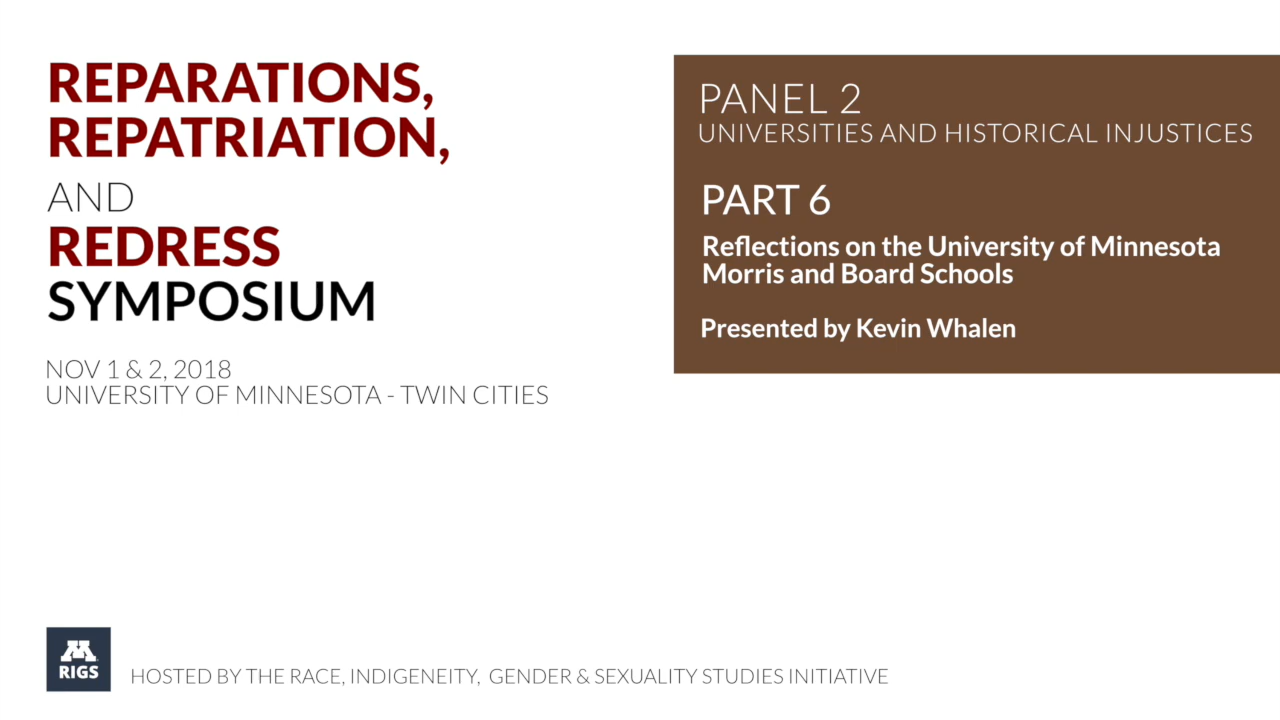 REPARATIONS,
REPATRIATION,
AND
REDRESS
SYMPOSIUM
NOV 1 & 2, 2018
UNIVERSITY OF MINNESOTA - TWIN CITIES
PANEL 2
UNIVERSITIES AND HISTORICAL INJUSTICES
PART 6
Reflections on the University of Minnesota
Morris and Board Schools
Presented by Kevin Whalen
M
RIGS
HOSTED BY THE RACE, INDIGENEITY, GENDER & SEXUALITY STUDIES INITIATIVE